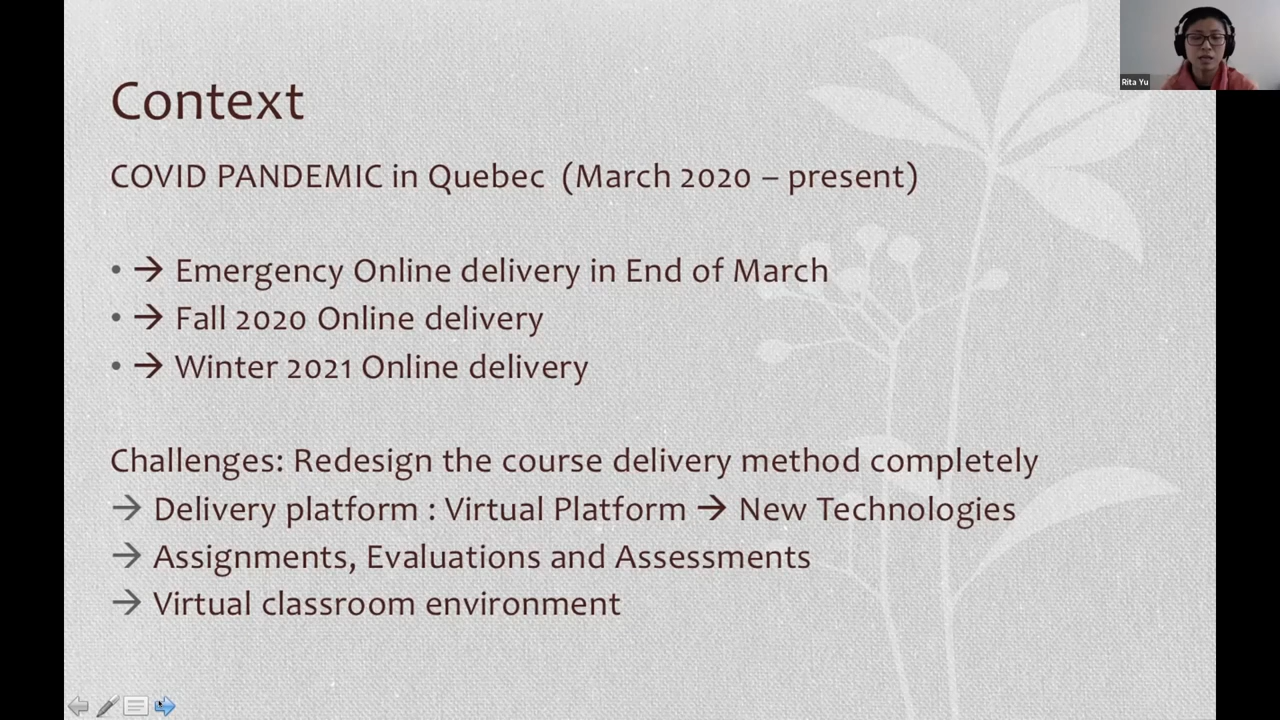 Context
COVID PANDEMIC in Quebec (March 2020 – present)
• → Emergency Online delivery in End of March
• → Fall 2020 Online delivery
• → Winter 2021 Online delivery
Challenges: Redesign the course delivery method completely
→ Delivery platform : Virtual Platform → New Technologies
→ Assignments, Evaluations and Assessments
→ Virtual classroom environment
Rita Yu